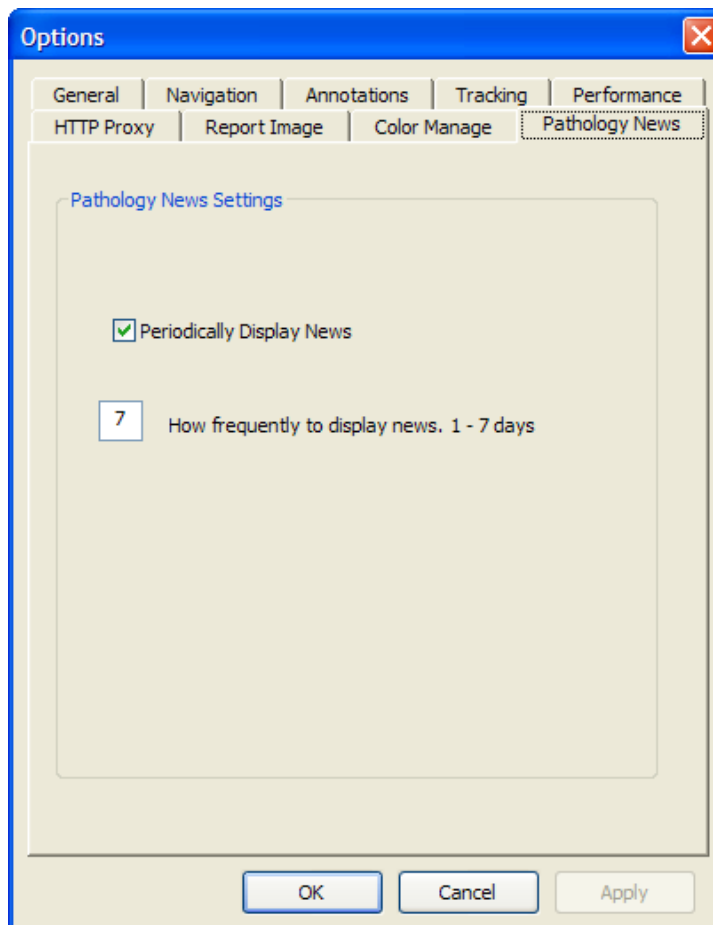 Options
General Navigation Annotations Tracking Performance
HTTP Proxy Report Image Color Manage Pathology News
Pathology News Settings
Periodically Display News
7 How frequently to display news. 1 - 7 days
OK Cancel Apply